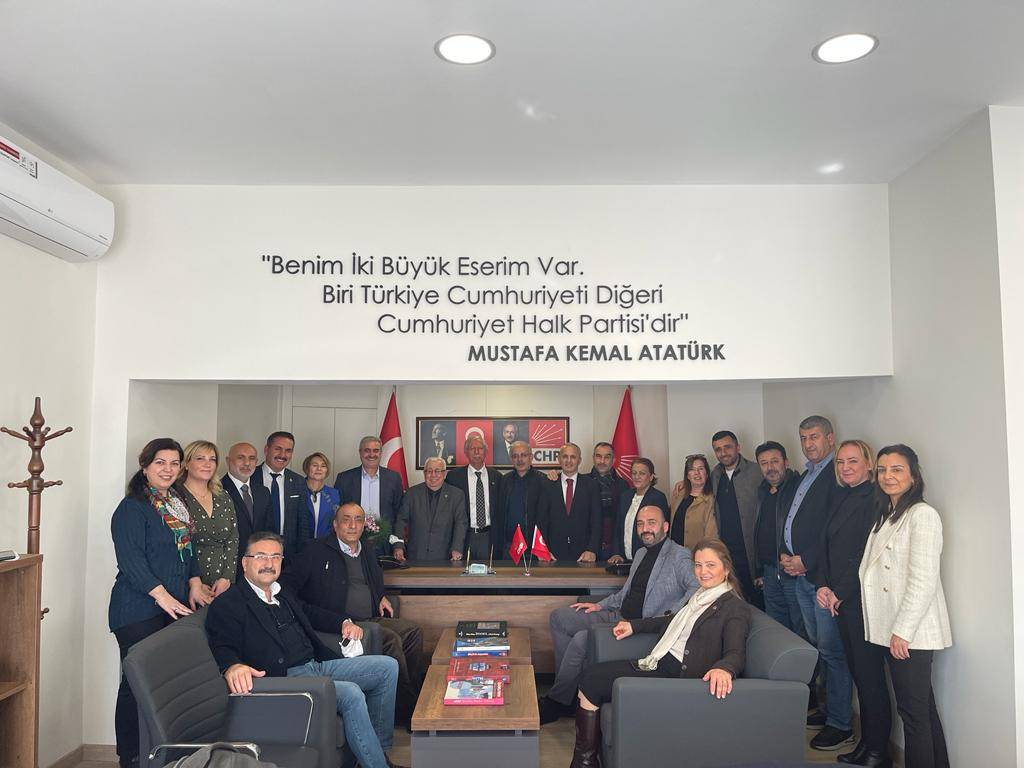 "Benim İki Büyük Eserim Var.
Biri Türkiye Cumhuriyeti Diğeri
Cumhuriyet Halk Partisi'dir"
MUSTAFA KEMAL ATATÜRK
CHP